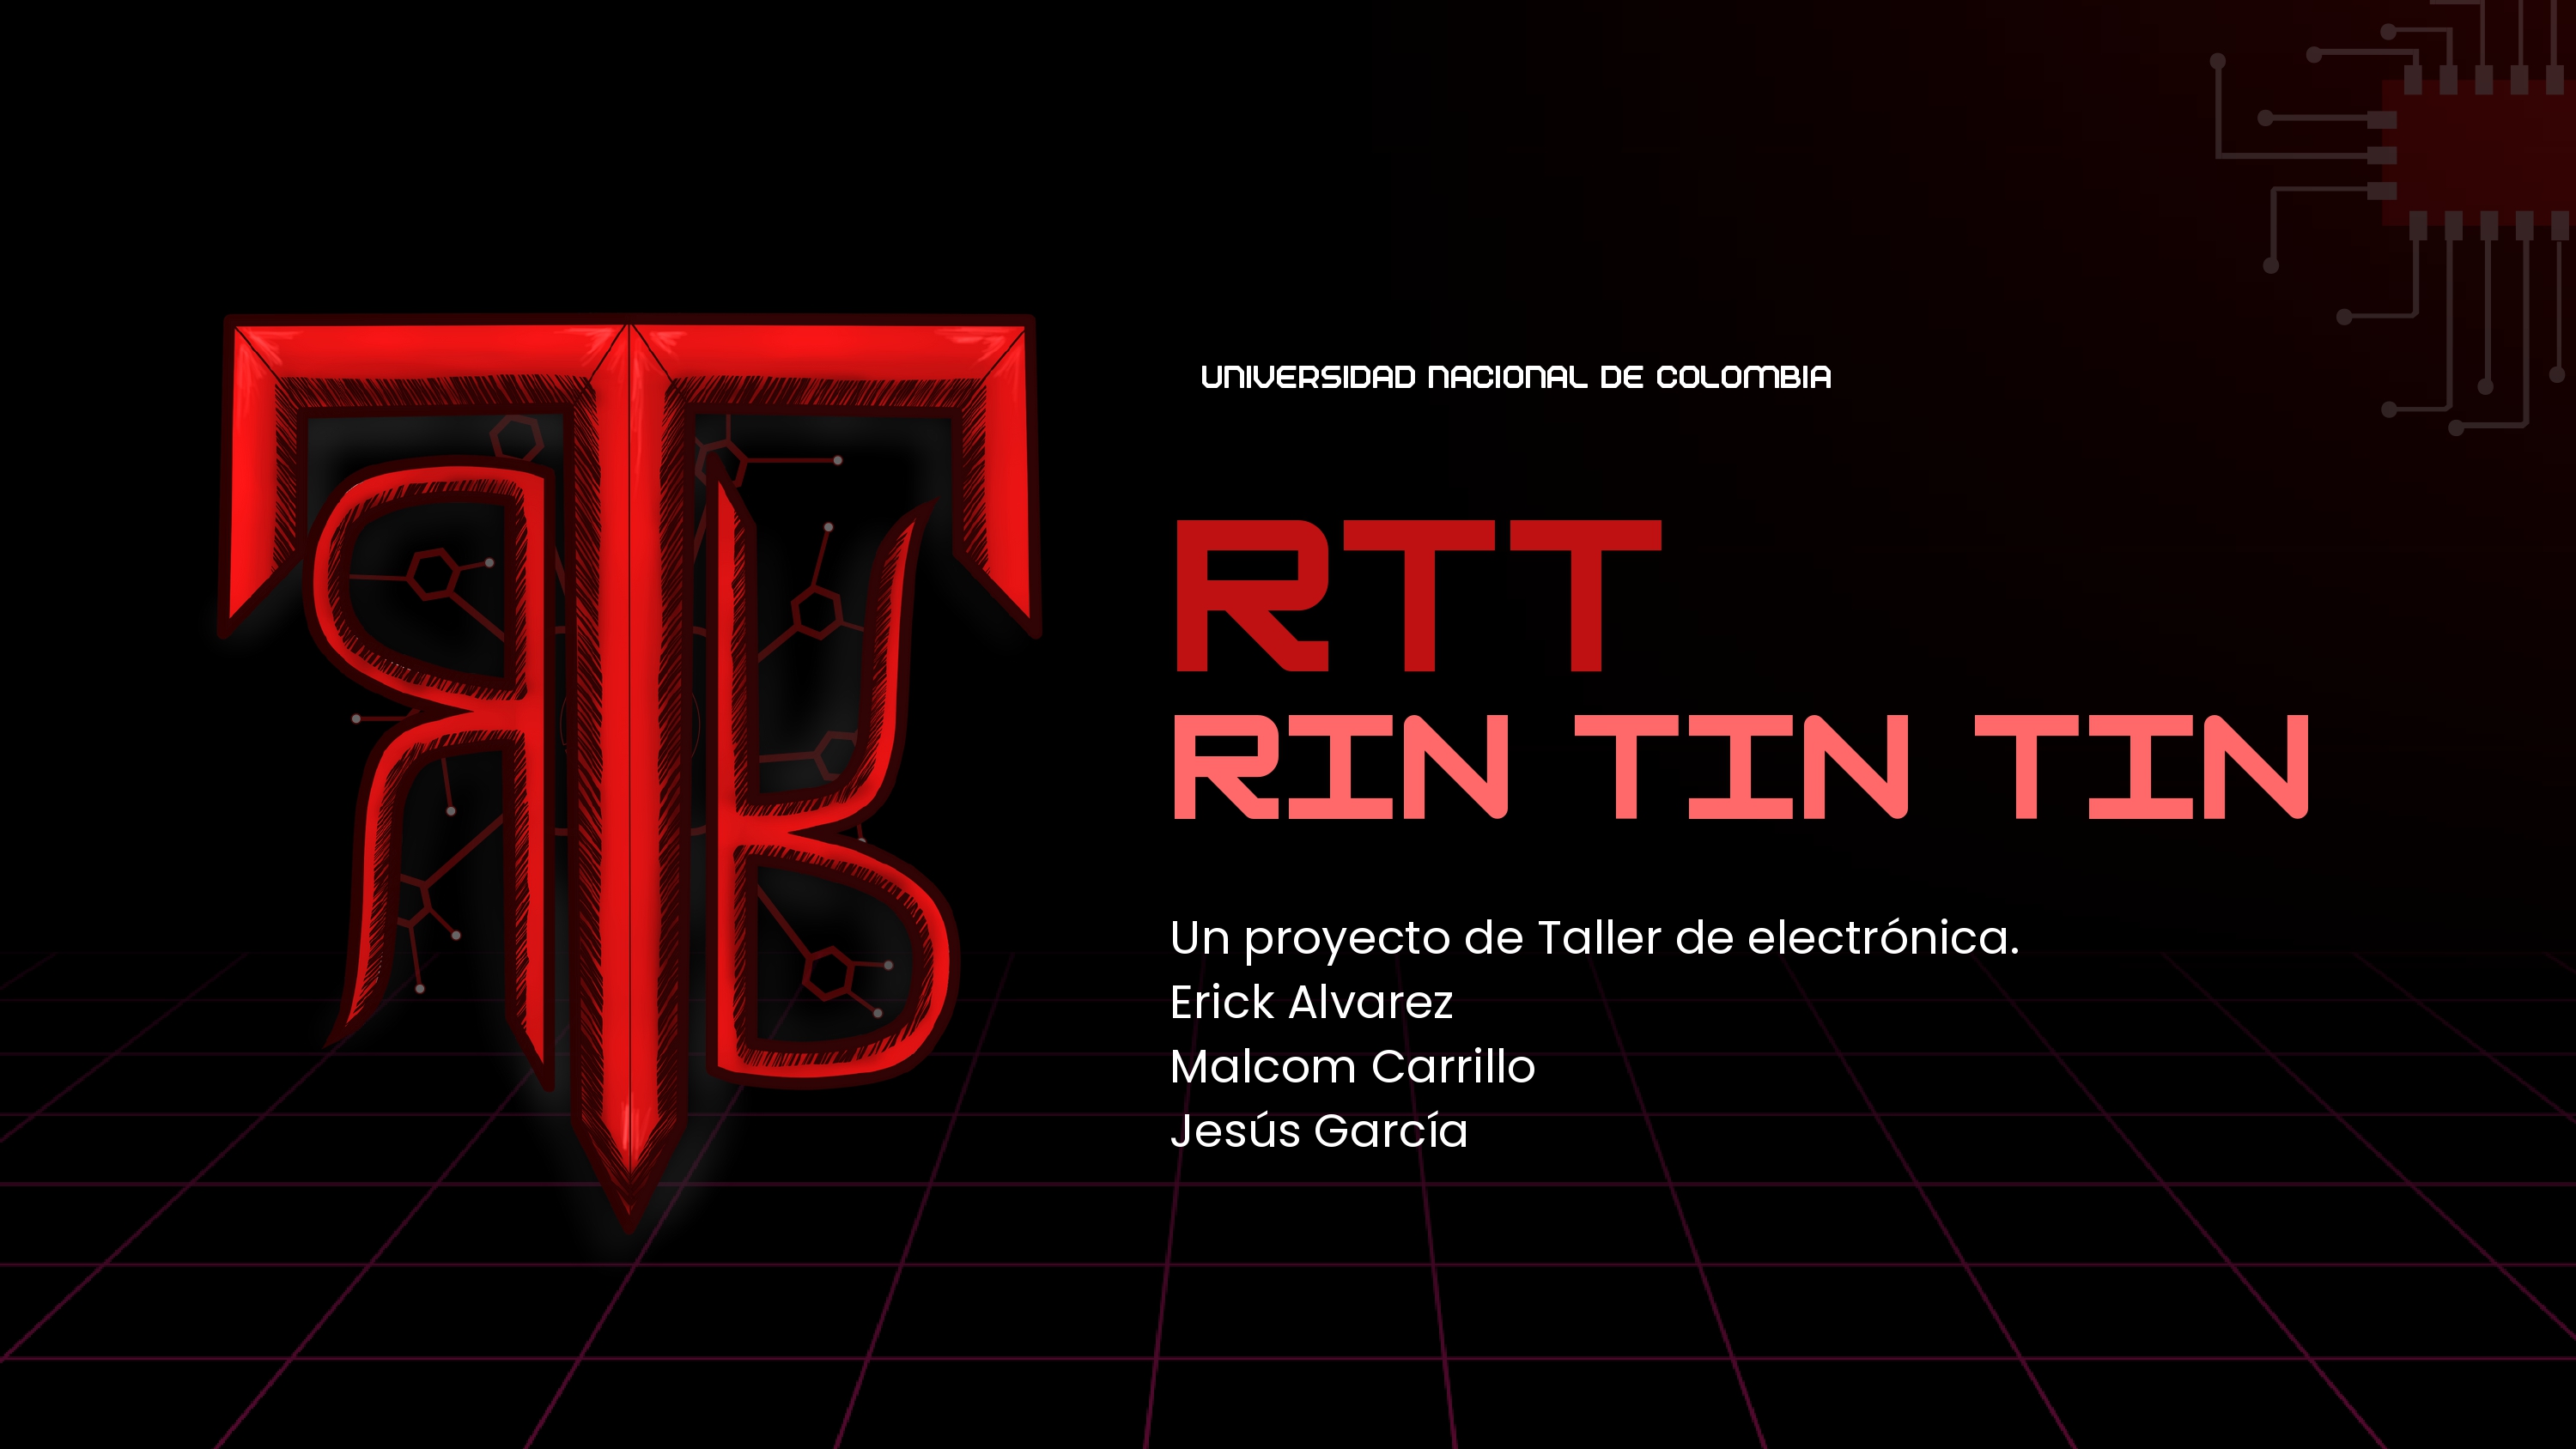 UNIVERSIDAD NACIONAL DE COLOMBIA
RTT
RIN TIN TIN
Un proyecto de Taller de electrónica.
Erick Alvarez
Malcom Carrillo
Jesús García